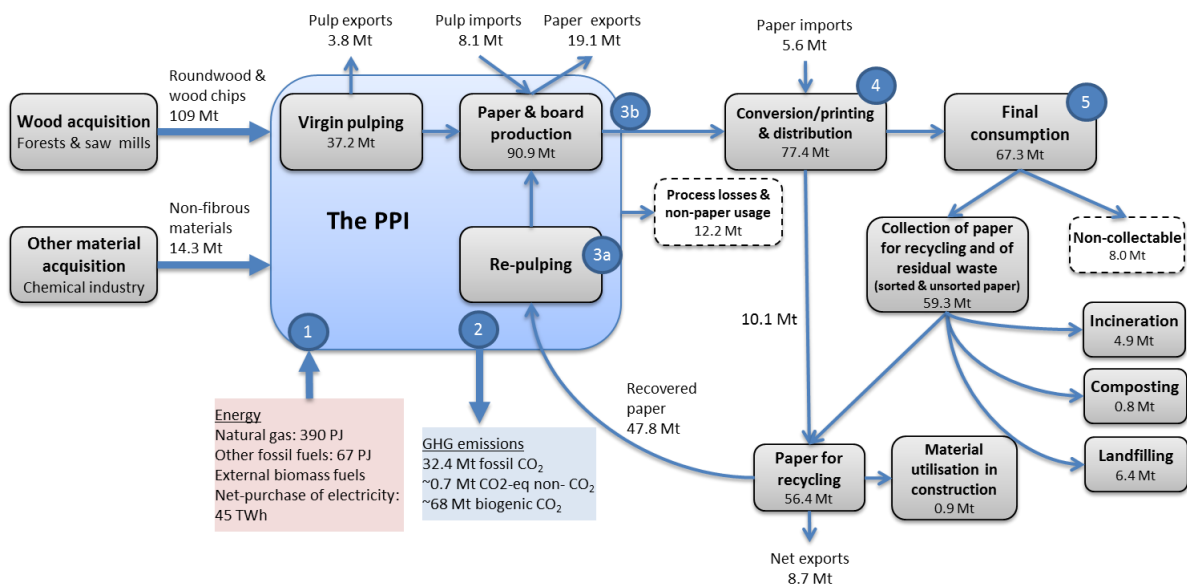 Pulp exports
3.8 Mt
Pulp imports
8.1 Mt
Paper exports
19.1 Mt
Paper imports
5.6 Mt
Roundwood &
wood chips
109 Mt
Wood acquisition
Forests & saw mills
Virgin pulping
37.2 Mt
Paper & board
production
90.9 Mt
3b
Conversion/printing
& distribution
77.4 Mt
4
Final
consumption
67.3 Mt
5
Non-fibrous
materials
14.3 Mt
Other material
acquisition
Chemical industry
The PPI
Re-pulping
3a
Process losses &
non-paper usage
12.2 Mt
Collection of paper
for recycling and of
residual waste
(sorted & unsorted paper)
59.3 Mt
Non-collectable
8.0 Mt
1
2
10.1 Mt
Incineration
4.9 Mt
Composting
0.8 Mt
Landfilling
6.4 Mt
Energy
Natural gas: 390 PJ
Other fossil fuels: 67 PJ
External biomass fuels
Net-purchase of electricity:
45 TWh
GHG emissions
32.4 Mt fossil CO₂
~0.7 Mt CO2-eq non- CO₂
~68 Mt biogenic CO₂
Recovered
paper
47.8 Mt
Paper for
recycling
56.4 Mt
Material
utilisation in
construction
0.9 Mt
Net exports
8.7 Mt